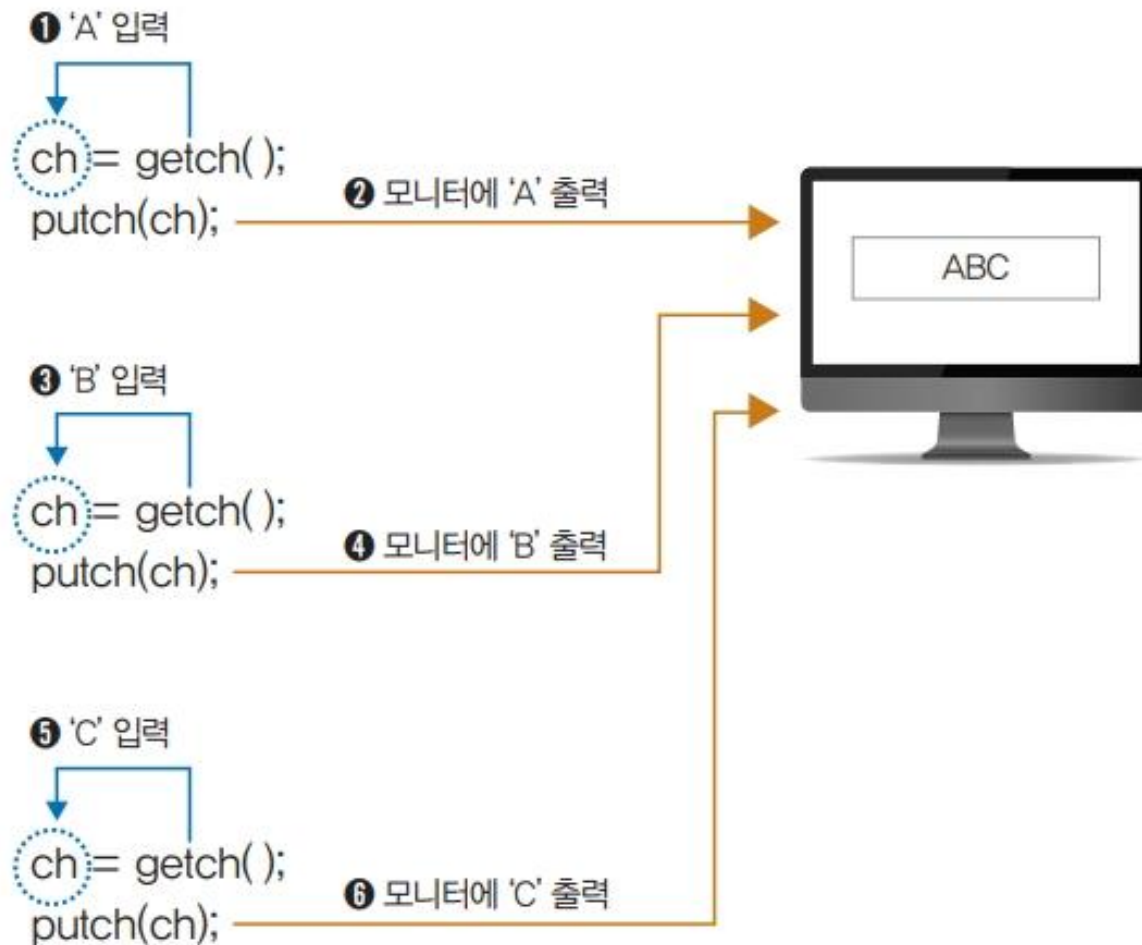 ❶ ‘A’ 입력
ch = getch( );
putch(ch);
❷ 모니터에 ‘A’ 출력
ABC
❸ ‘B’ 입력
ch = getch( );
putch(ch);
❹ 모니터에 ‘B’ 출력
❺ ‘C’ 입력
ch = getch( );
putch(ch);
❻ 모니터에 ‘C’ 출력